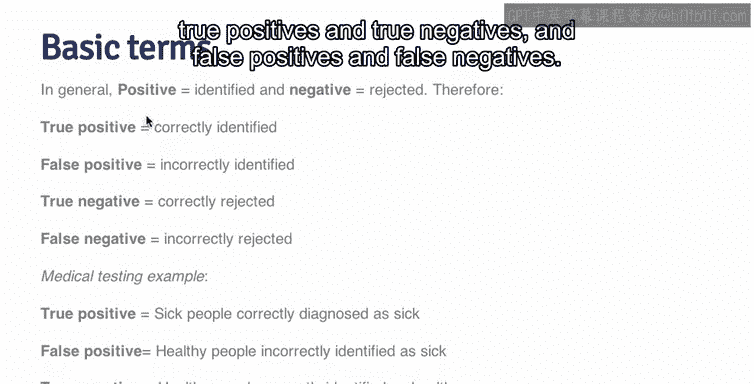 true positives and true negatives, and
false positives and false negatives.
Basic terms
In general, Positive = identified and negative = rejected. Therefore:
True positive = correctly identified
False positive = incorrectly identified
True negative = correctly rejected
False negative = incorrectly rejected
Medical testing example:
True positive = Sick people correctly diagnosed as sick
False positive= Healthy people incorrectly identified as sick